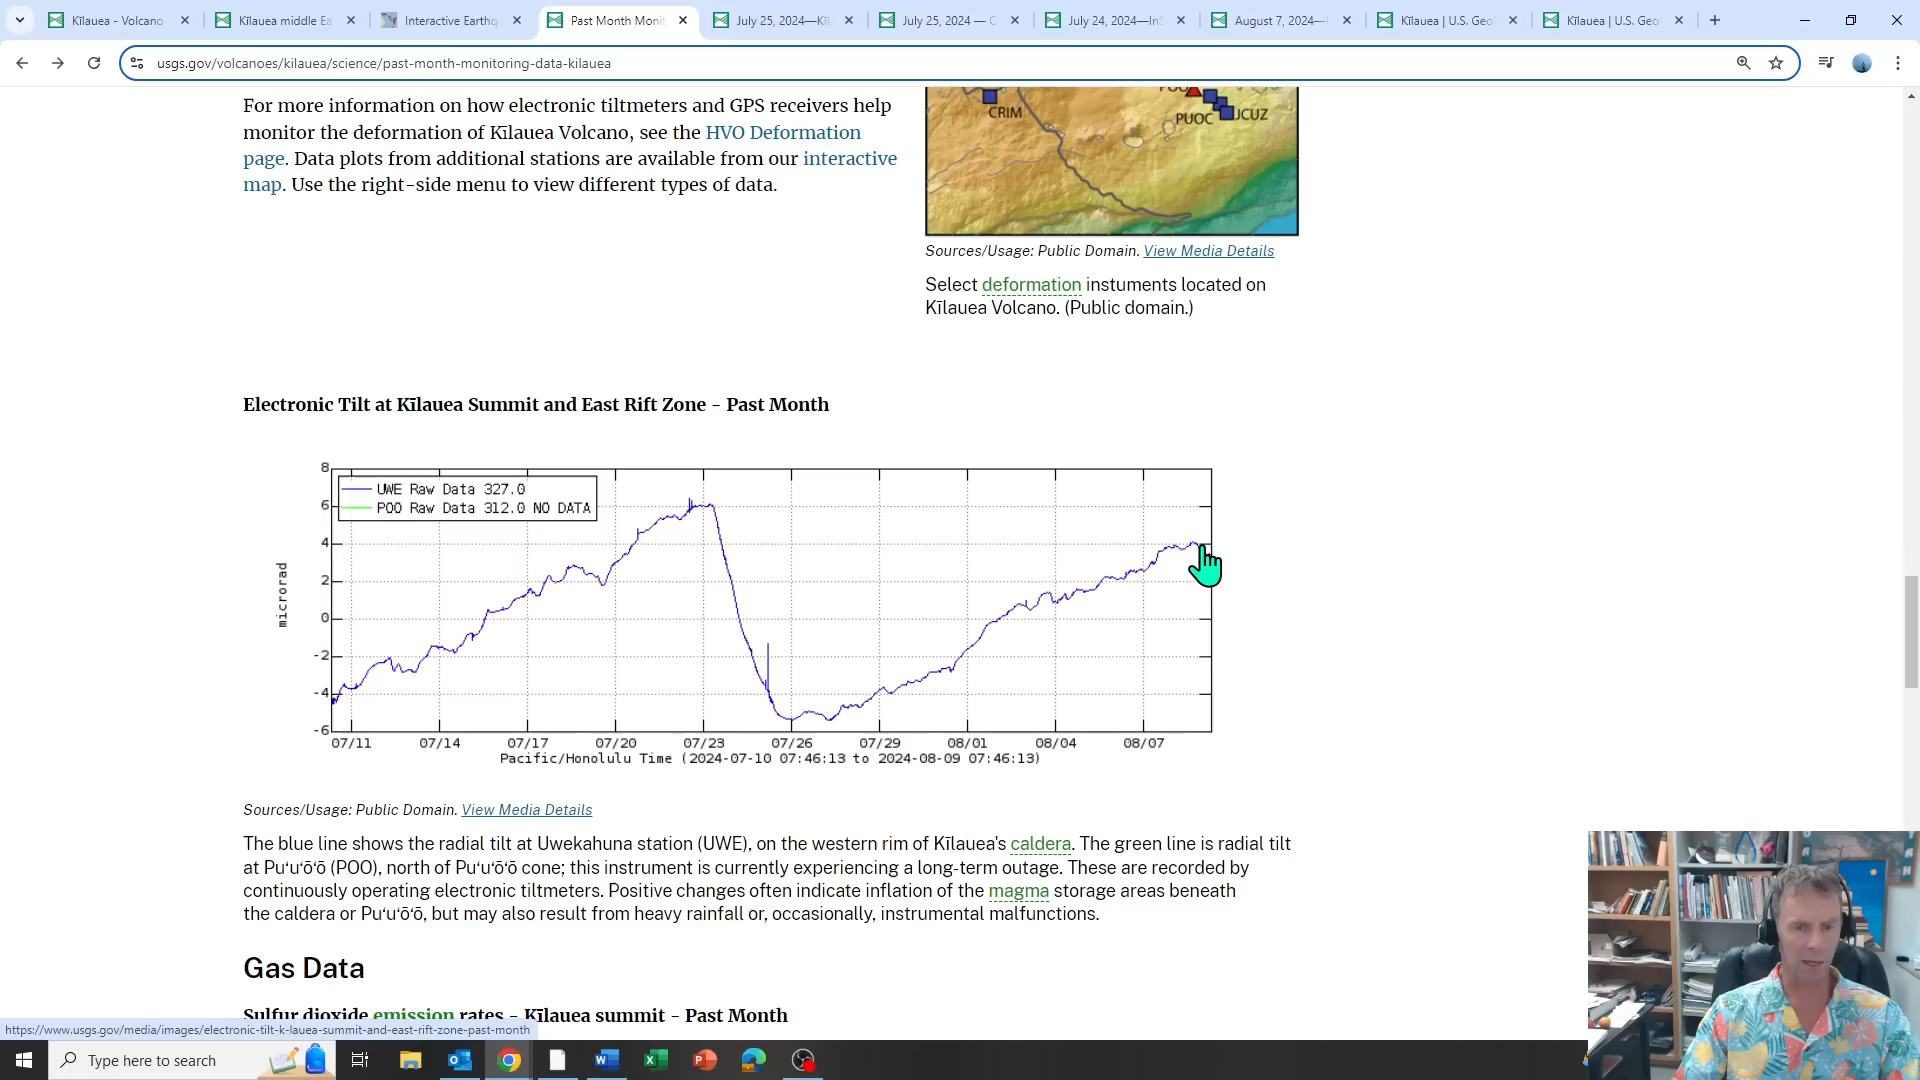 Kīlauea - Volcano
Kīlauea middle Ea
Interactive Earthq
Past Month Monit
July 25, 2024—Kīl
July 25, 2024 — C
July 24, 2024—InS
August 7, 2024—
Kīlauea | U.S. Geo
Kīlauea | U.S. Geo
usgs.gov/volcanoes/kilauea/science/past-month-monitoring-data-kilauea
For more information on how electronic tiltmeters and GPS receivers help
monitor the deformation of Kīlauea Volcano, see the HVO Deformation
page. Data plots from additional stations are available from our interactive
map. Use the right-side menu to view different types of data.
CRIM
PUOC
JCUZ
Sources/Usage: Public Domain. View Media Details
Select deformation instuments located on
Kīlauea Volcano. (Public domain.)
Electronic Tilt at Kīlauea Summit and East Rift Zone - Past Month
UWE Raw Data 327.0
POO Raw Data 312.0 NO DATA
microrad
8
6
4
2
0
-2
-4
-6
07/11 07/14 07/17 07/20 07/23 07/26 07/29 08/01 08/04 08/07
Pacific/Honolulu Time (2024-07-10 07:46:13 to 2024-08-09 07:46:13)
Sources/Usage: Public Domain. View Media Details
The blue line shows the radial tilt at Uwekahuna station (UWE), on the western rim of Kīlauea's caldera. The green line is radial tilt
at Puʻuʻōʻō (POO), north of Puʻuʻōʻō cone; this instrument is currently experiencing a long-term outage. These are recorded by
continuously operating electronic tiltmeters. Positive changes often indicate inflation of the magma storage areas beneath
the caldera or Puʻuʻōʻō, but may also result from heavy rainfall or, occasionally, instrumental malfunctions.
Gas Data
Sulfur dioxide emission rates - Kīlauea summit - Past Month
https://www.usgs.gov/media/images/electronic-tilt-k-lauea-summit-and-east-rift-zone-past-month
Type here to search